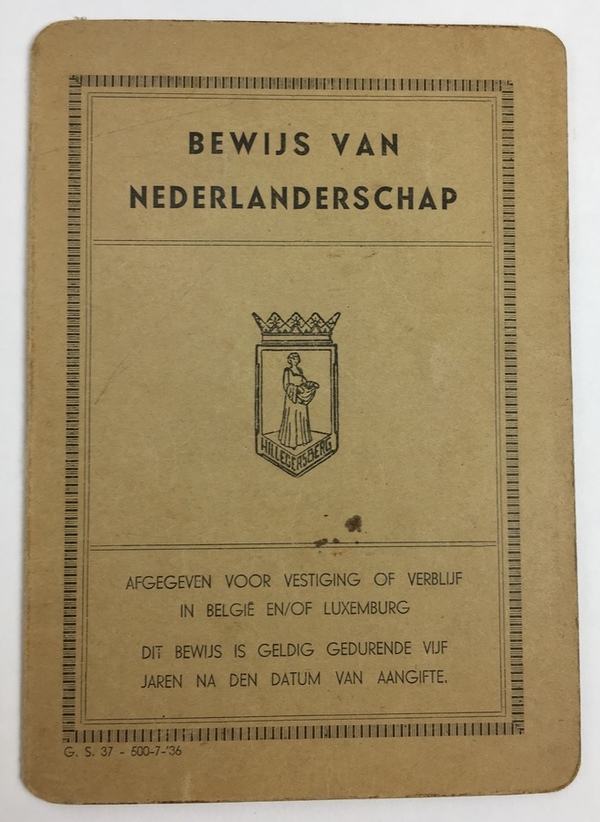 BEWIJS VAN
NEDERLANDERSCHAP
HILLEGERSBERG
AFGEGEVEN VOOR VESTIGING OF VERBLIJF
IN BELGIË EN/OF LUXEMBURG
DIT BEWIJS IS GELDIG GEDURENDE VIJF
JAREN NA DEN DATUM VAN AANGIFTE.
G. S. 37 - 500-7-'36